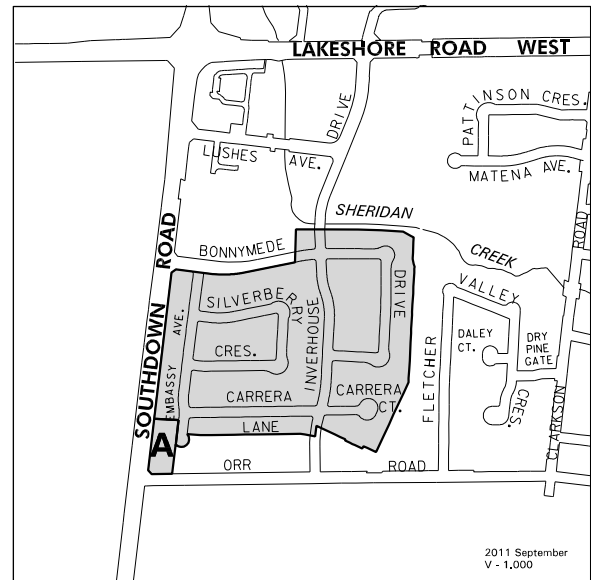 LAKESHORE ROAD WEST
PATTINSON CRES.
DRIVE
LUSHES AVE.
MATENA AVE.
SHERIDAN
CREEK
ROAD
SOUTHDOWN ROAD
BONNYMEDE
DRIVE
VALLEY
SILVERBERRY
CRES.
EMBASSY AVE.
INVERHOUSE
DALEY
CT.
DRY
PINE
GATE
FLETCHER
CARRERA
CARRERA
CT.
CRES.
CLARKSON
LANE
A
ORR ROAD
2011 September
V - 1.000